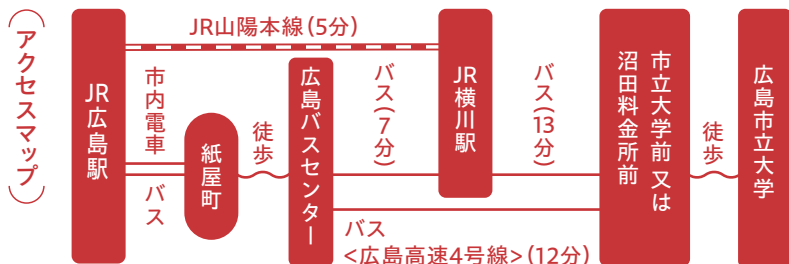 (アクセスマップ)
JR広島駅
JR山陽本線(5分)
市内電車
バス
紙屋町
徒歩
広島バスセンター
バス(7分)
JR横川駅
バス(13分)
バス
<広島高速4号線>(12分)
市立大学前 又は
沼田料金所前
徒歩
広島市立大学